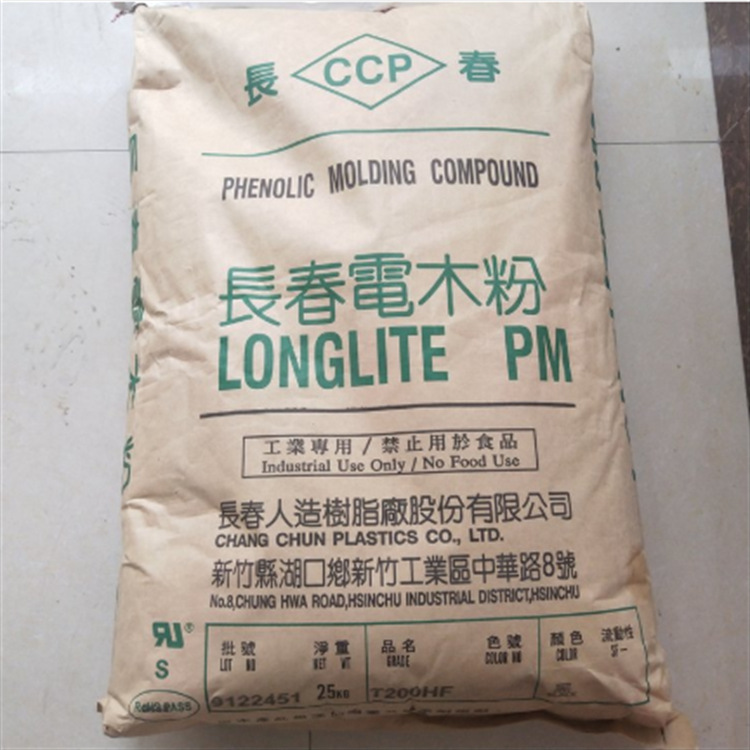 長 CCP 春
PHENOLIC MOLDING COMPOUND
長春電木粉
LONGLITE PM
工業專用/禁止用於食品
Industrial Use Only / No Food Use
長春人造樹脂廠股份有限公司
CHANG CHUN PLASTICS CO., LTD.
新竹縣湖口鄉新竹工業區中華路8號
No.8,CHUNG HWA ROAD,HSINCHU INDUSTRIAL DISTRICT,HSINCHU
RU®
S
批號 淨重 品名 色號 顏色 流動性
LOT NO NET WT GRADE COLOR NO COLOR SF—
9122451 25KG T200HF
RoHS PASS